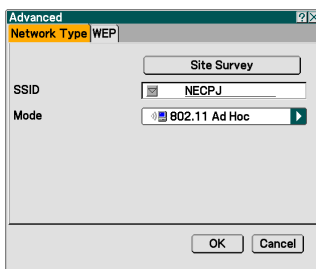 Advanced
Network Type WEP
Site Survey
SSID NECPJ
Mode 802.11 Ad Hoc
OK Cancel